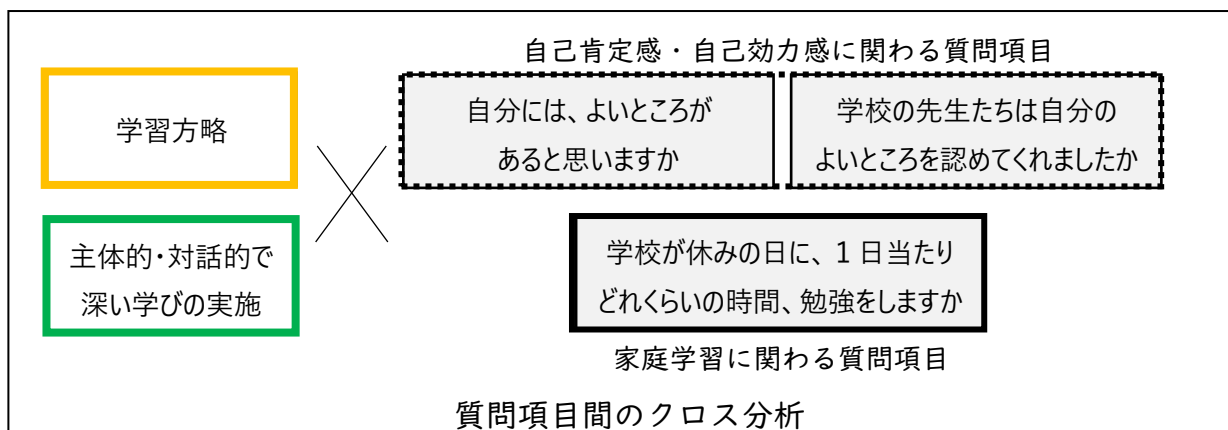 自己肯定感・自己効力感に関わる質問項目
学習方略
自分には、よいところが
あると思いますか
学校の先生たちは自分の
よいところを認めてくれましたか
主体的・対話的で
深い学びの実施
学校が休みの日に、1日当たり
どれくらいの時間、勉強をしますか
家庭学習に関わる質問項目
質問項目間のクロス分析